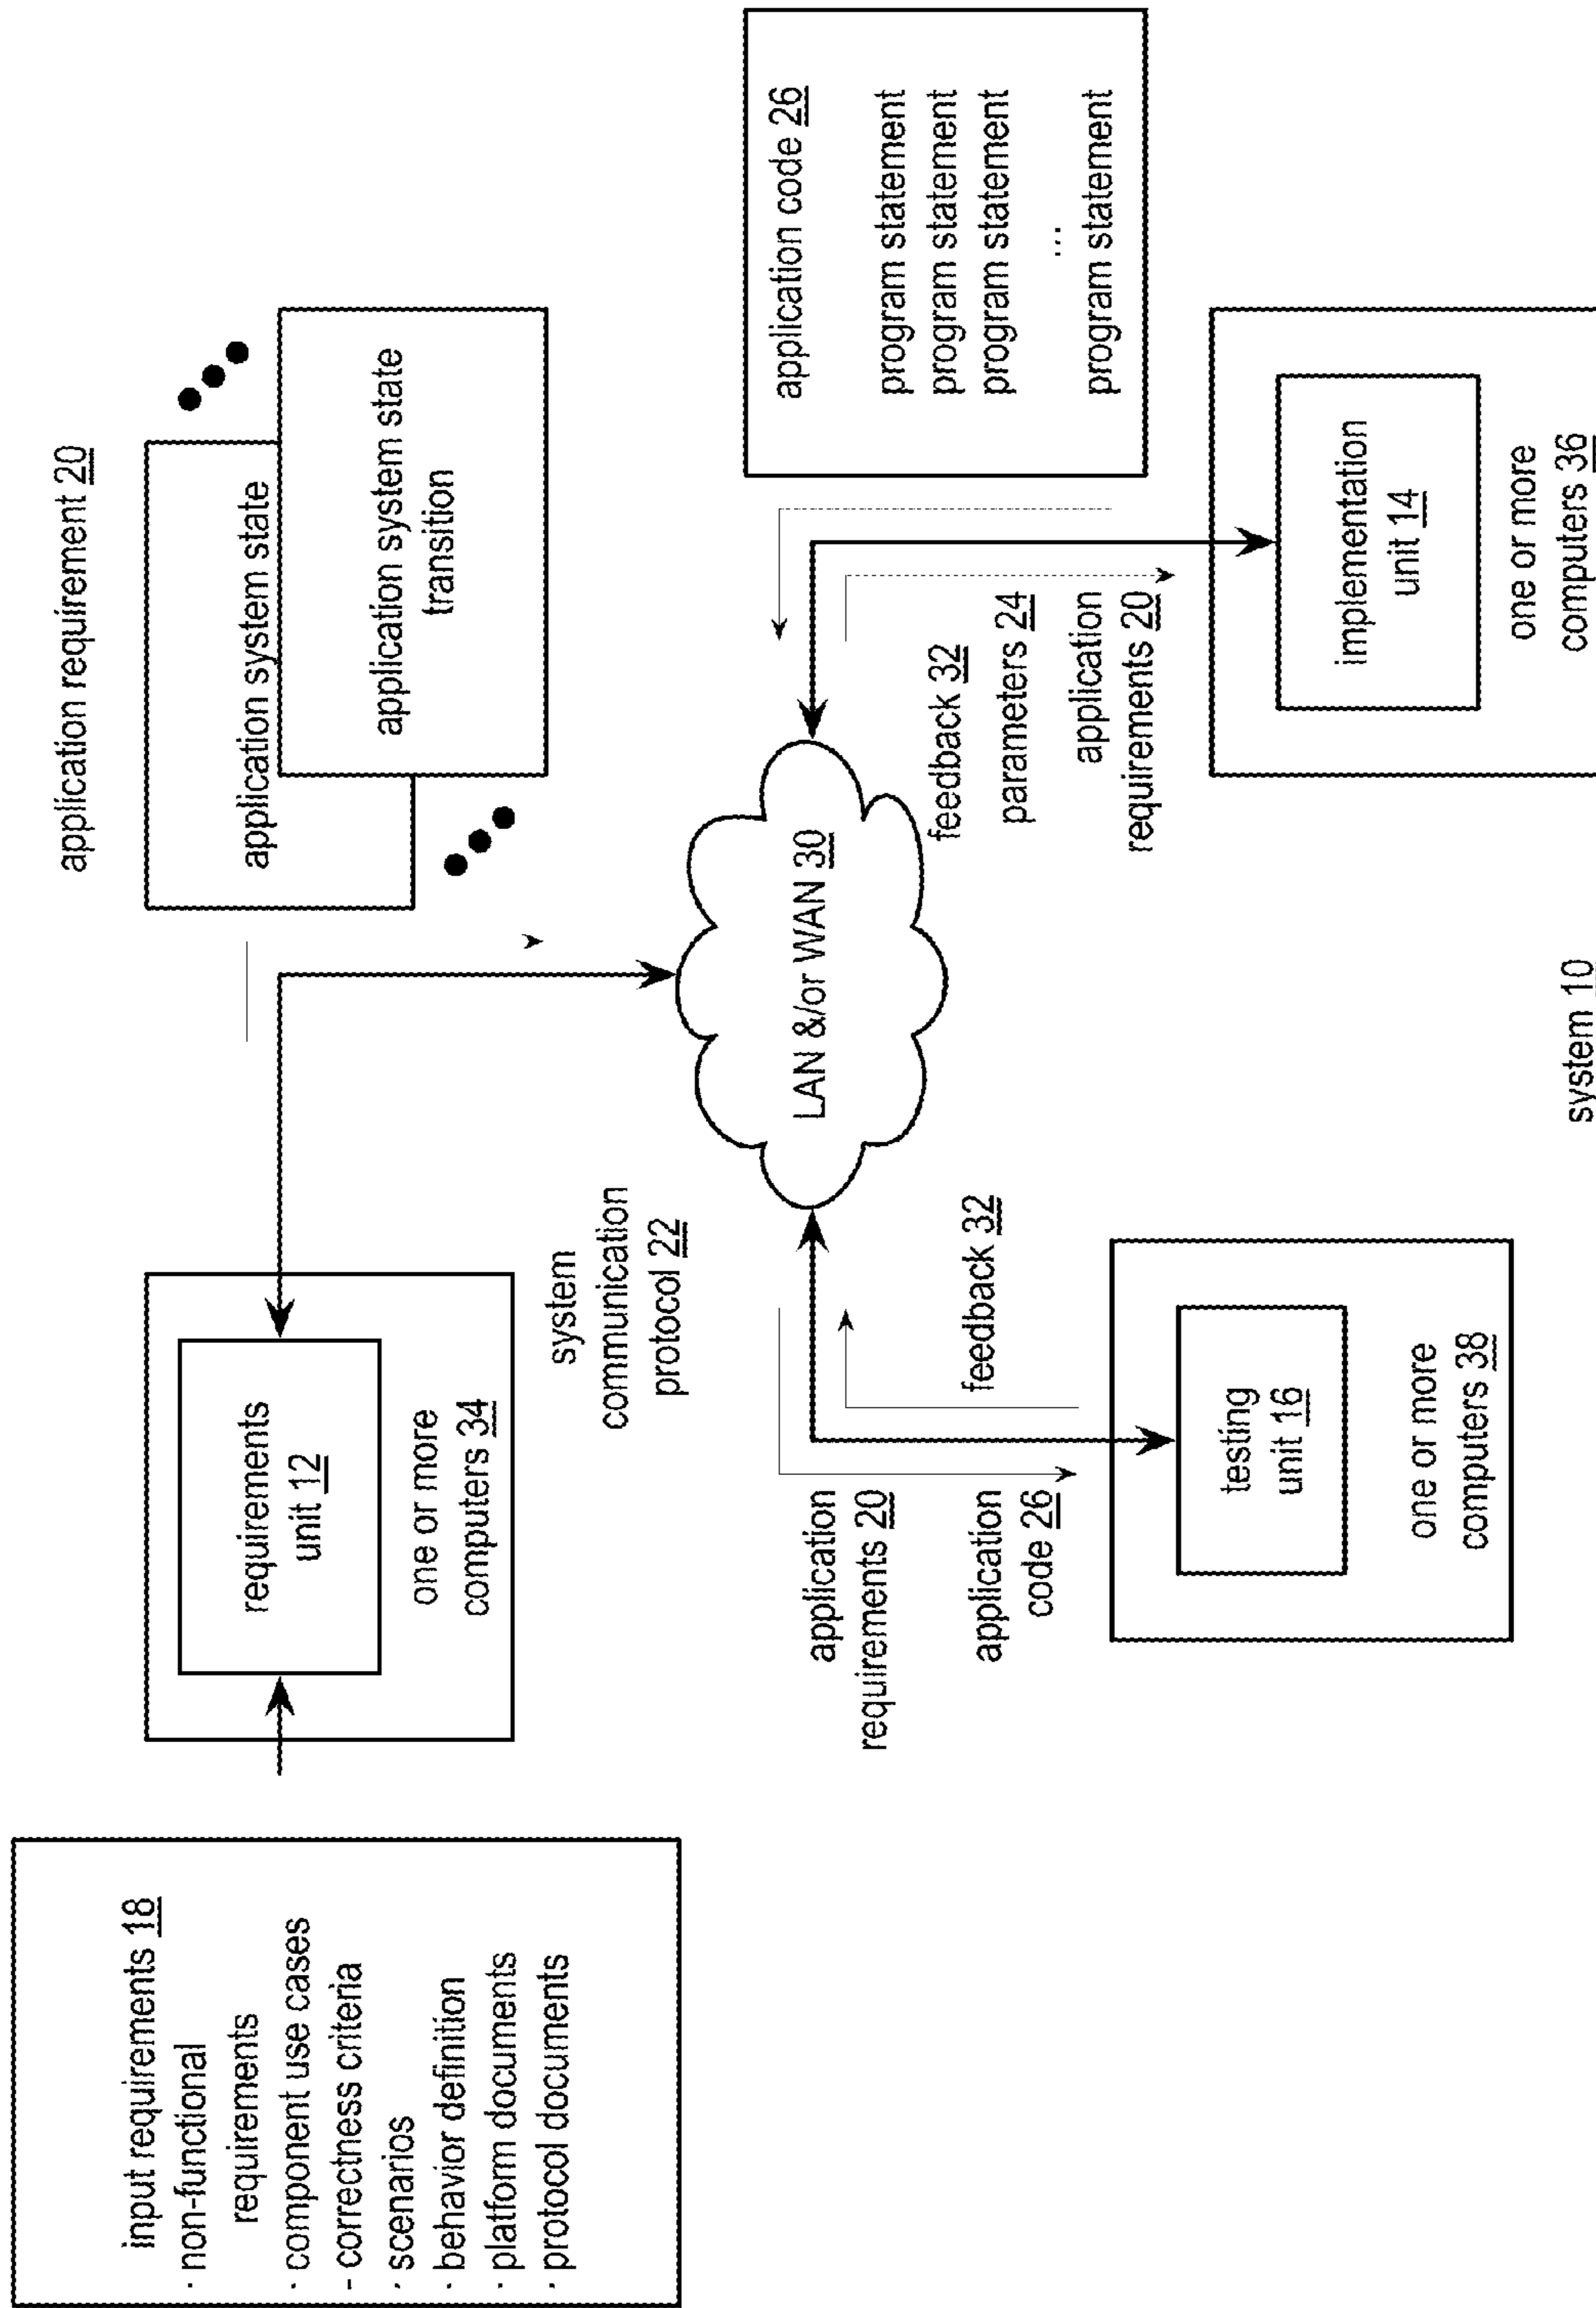 input requirements 18
· non-functional
requirements
· component use cases
- correctness criteria
· scenarios
· behavior definition
· platform documents
· protocol documents
requirements
unit 12
one or more
computers 34
application requirement 20
application system state
application system state
transition
system
communication
protocol 22
LAN &/or WAN 30
application
requirements 20
application
code 26
feedback 32
testing
unit 16
one or more
computers 38
feedback 32
parameters 24
application
requirements 20
application code 26
program statement
program statement
program statement
...
program statement
implementation
unit 14
one or more
computers 36
system 10